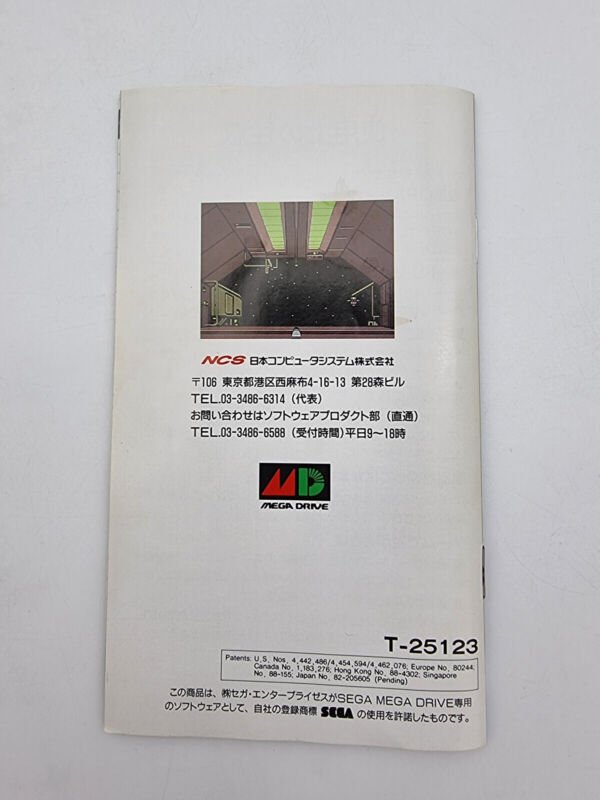 NCS 日本コンピュータシステム株式会社
〒106 東京都港区西麻布4-16-13 第28森ビル
TEL.03-3486-6314 (代表)
お問い合わせはソフトウェアプロダクト部 (直通)
TEL.03-3486-6588 (受付時間)平日9〜18時
MD
MEGA DRIVE
T-25123
Patents: U.S. Nos. 4,442,486/4,454,594/4,462,076; Europe No. 80244;
Canada No. 1,183,276; Hong Kong No. 88-4302; Singapore
No. 88-155; Japan No. 82-205605 (Pending)
この商品は、㈱セガ・エンタープライゼスがSEGA MEGA DRIVE専用
のソフトウェアとして、自社の登録商標 SEGA の使用を許諾したものです。